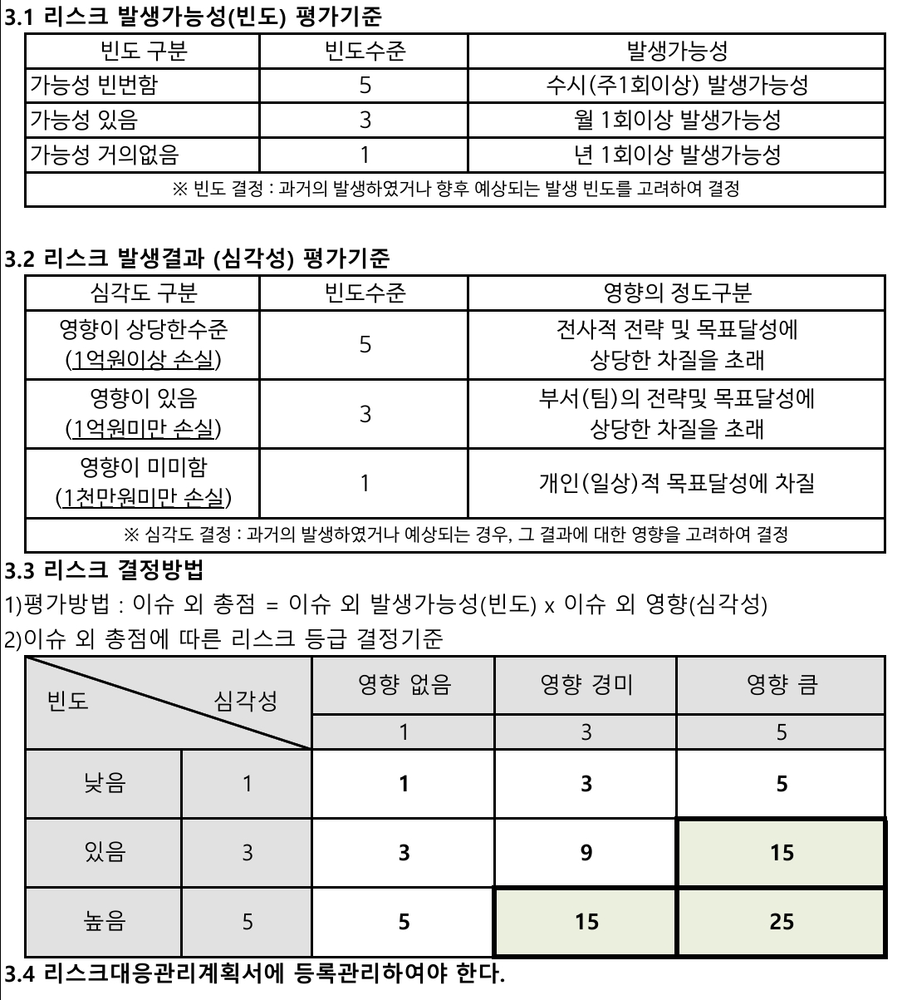 3.1 리스크 발생가능성(빈도) 평가기준
빈도 구분 빈도수준 발생가능성
가능성 빈번함 5 수시(주1회이상) 발생가능성
가능성 있음 3 월 1회이상 발생가능성
가능성 거의없음 1 년 1회이상 발생가능성
※ 빈도 결정 : 과거의 발생하였거나 향후 예상되는 발생 빈도를 고려하여 결정
3.2 리스크 발생결과 (심각성) 평가기준
심각도 구분 빈도수준 영향의 정도구분
영향이 상당한수준
(1억원이상 손실)
5
전사적 전략 및 목표달성에
상당한 차질을 초래
영향이 있음
(1억원미만 손실)
3
부서(팀)의 전략및 목표달성에
상당한 차질을 초래
영향이 미미함
(1천만원미만 손실)
1
개인(일상)적 목표달성에 차질
※ 심각도 결정 : 과거의 발생하였거나 예상되는 경우, 그 결과에 대한 영향을 고려하여 결정
3.3 리스크 결정방법
1)평가방법 : 이슈 외 총점 = 이슈 외 발생가능성(빈도) x 이슈 외 영향(심각성)
2)이슈 외 총점에 따른 리스크 등급 결정기준
빈도 심각성 영향 없음 영향 경미 영향 큼
1 3 5
낮음 1 1 3 5
있음 3 3 9 15
높음 5 5 15 25
3.4 리스크대응관리계획서에 등록관리하여야 한다.